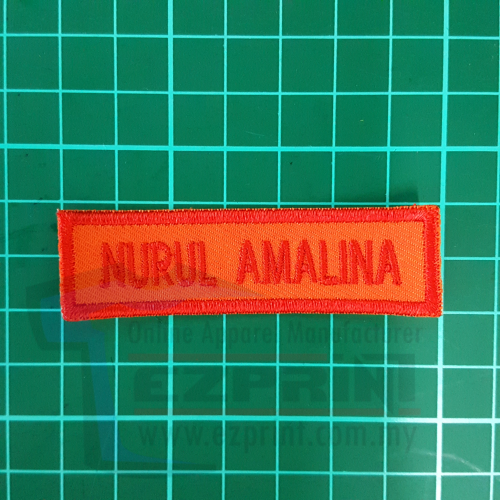 NURUL AMALINA
Online Apparel Manufacturer
EZPRINT
www.ezprint.com.my